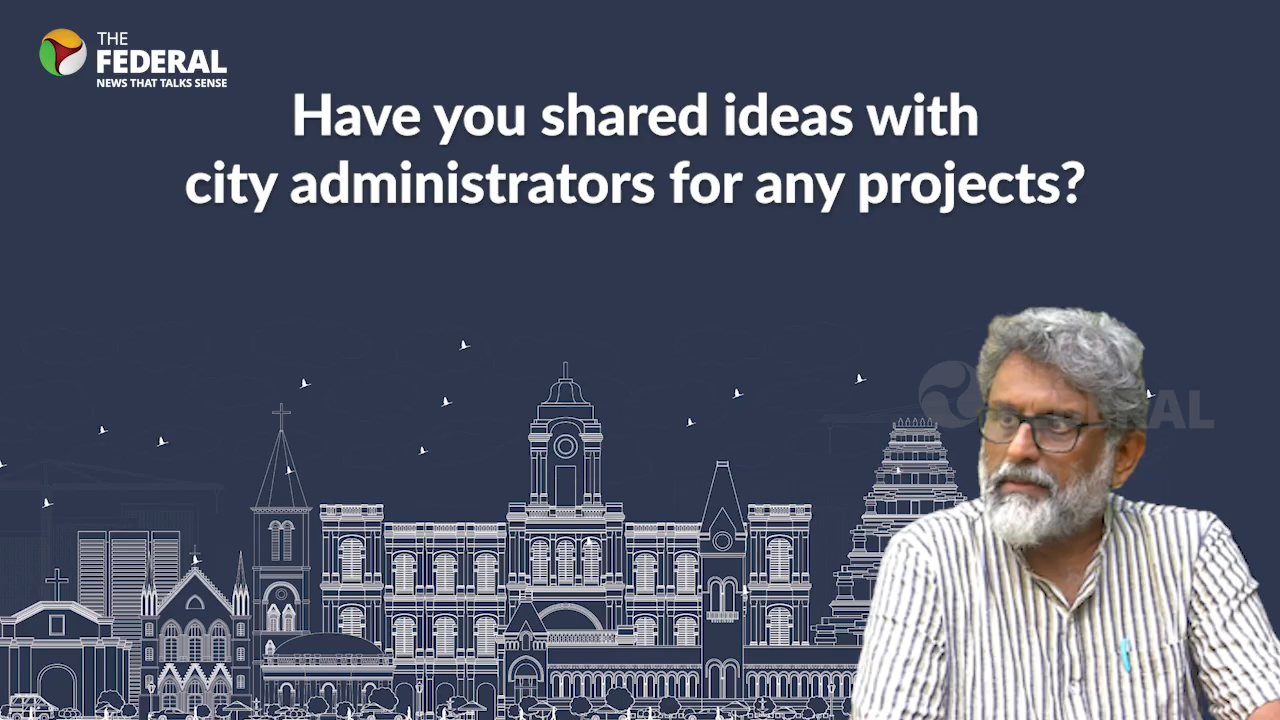 THE
FEDERAL
NEWS THAT TALKS SENSE
Have you shared ideas with
city administrators for any projects?